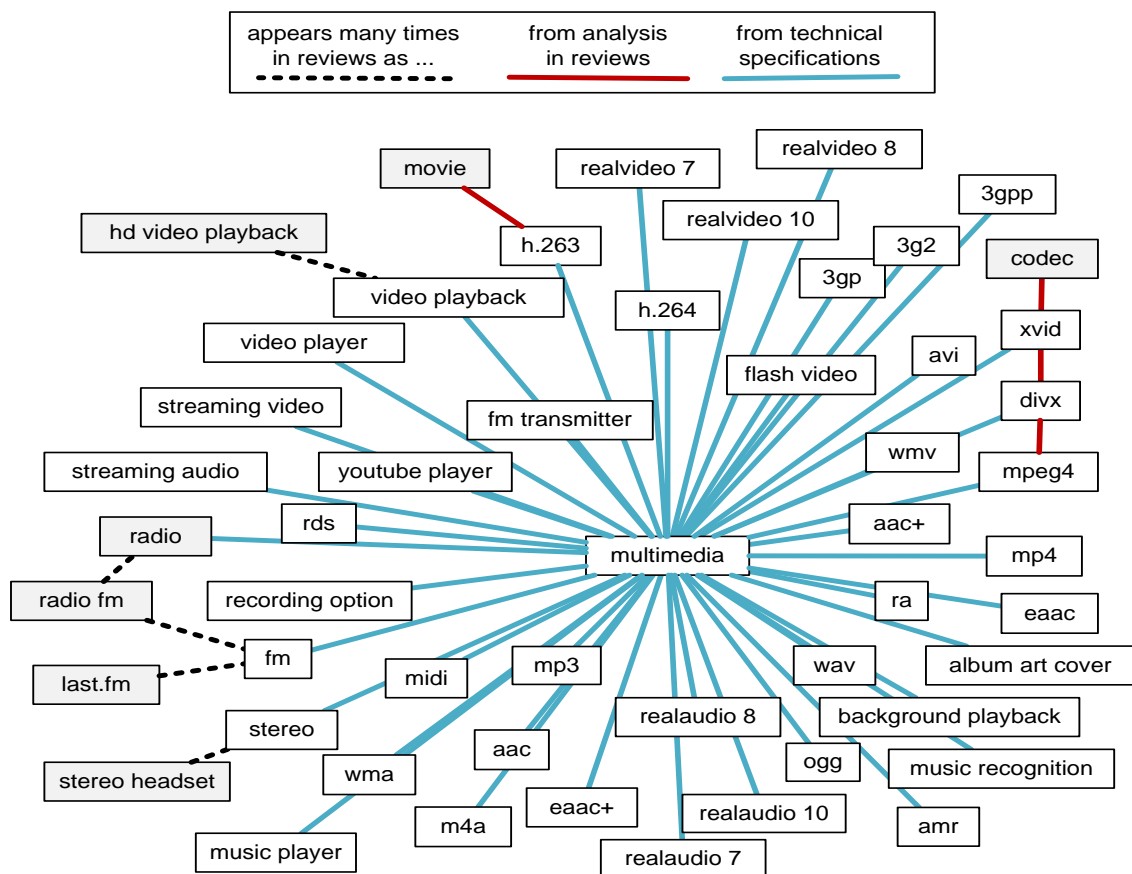 appears many times
in reviews as ...
from analysis
in reviews
from technical
specifications
realvideo 8
movie
realvideo 7
3gpp
realvideo 10
hd video playback
h.263
3g2
codec
3gp
video playback
h.264
xvid
video player
avi
flash video
streaming video
fm transmitter
divx
wmv
streaming audio
youtube player
mpeg4
rds
aac+
radio
multimedia
mp4
radio fm
recording option
ra
eaac
fm
mp3
wav
album art cover
last.fm
midi
realaudio 8
background playback
stereo
aac
ogg
music recognition
stereo headset
wma
eaac+
realaudio 10
m4a
amr
music player
realaudio 7